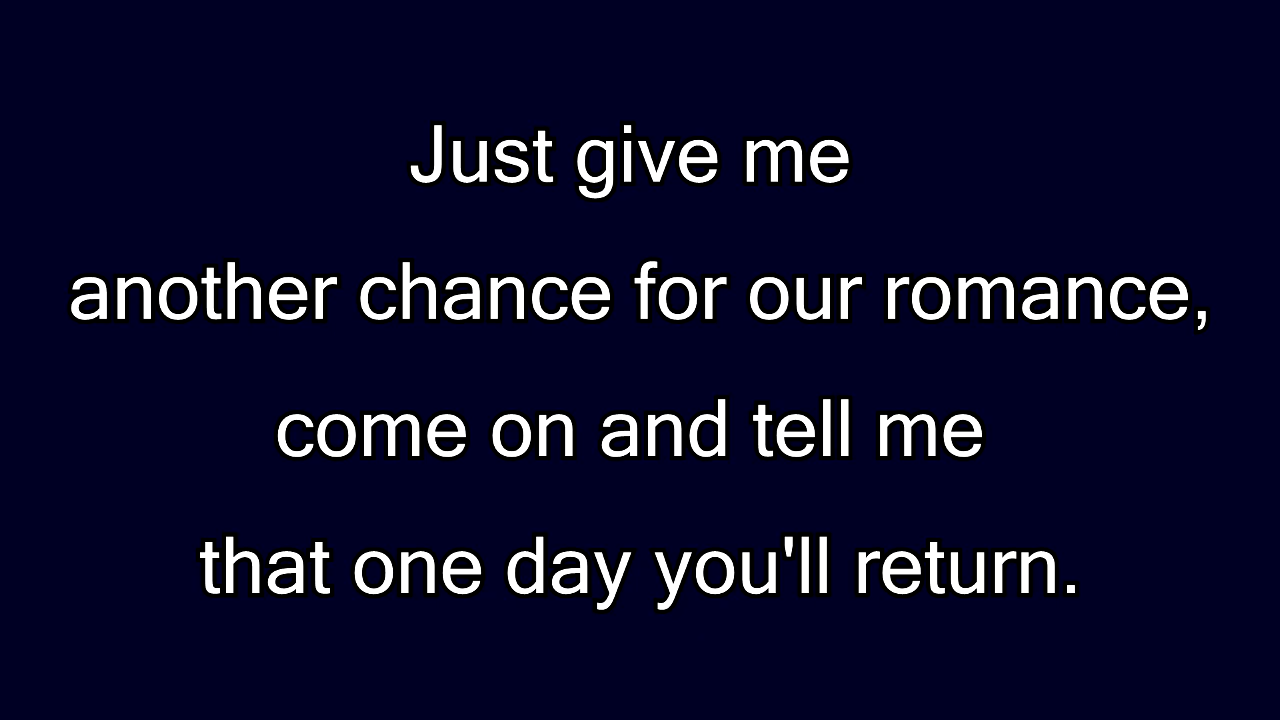 Just give me
another chance for our romance,
come on and tell me
that one day you'll return.